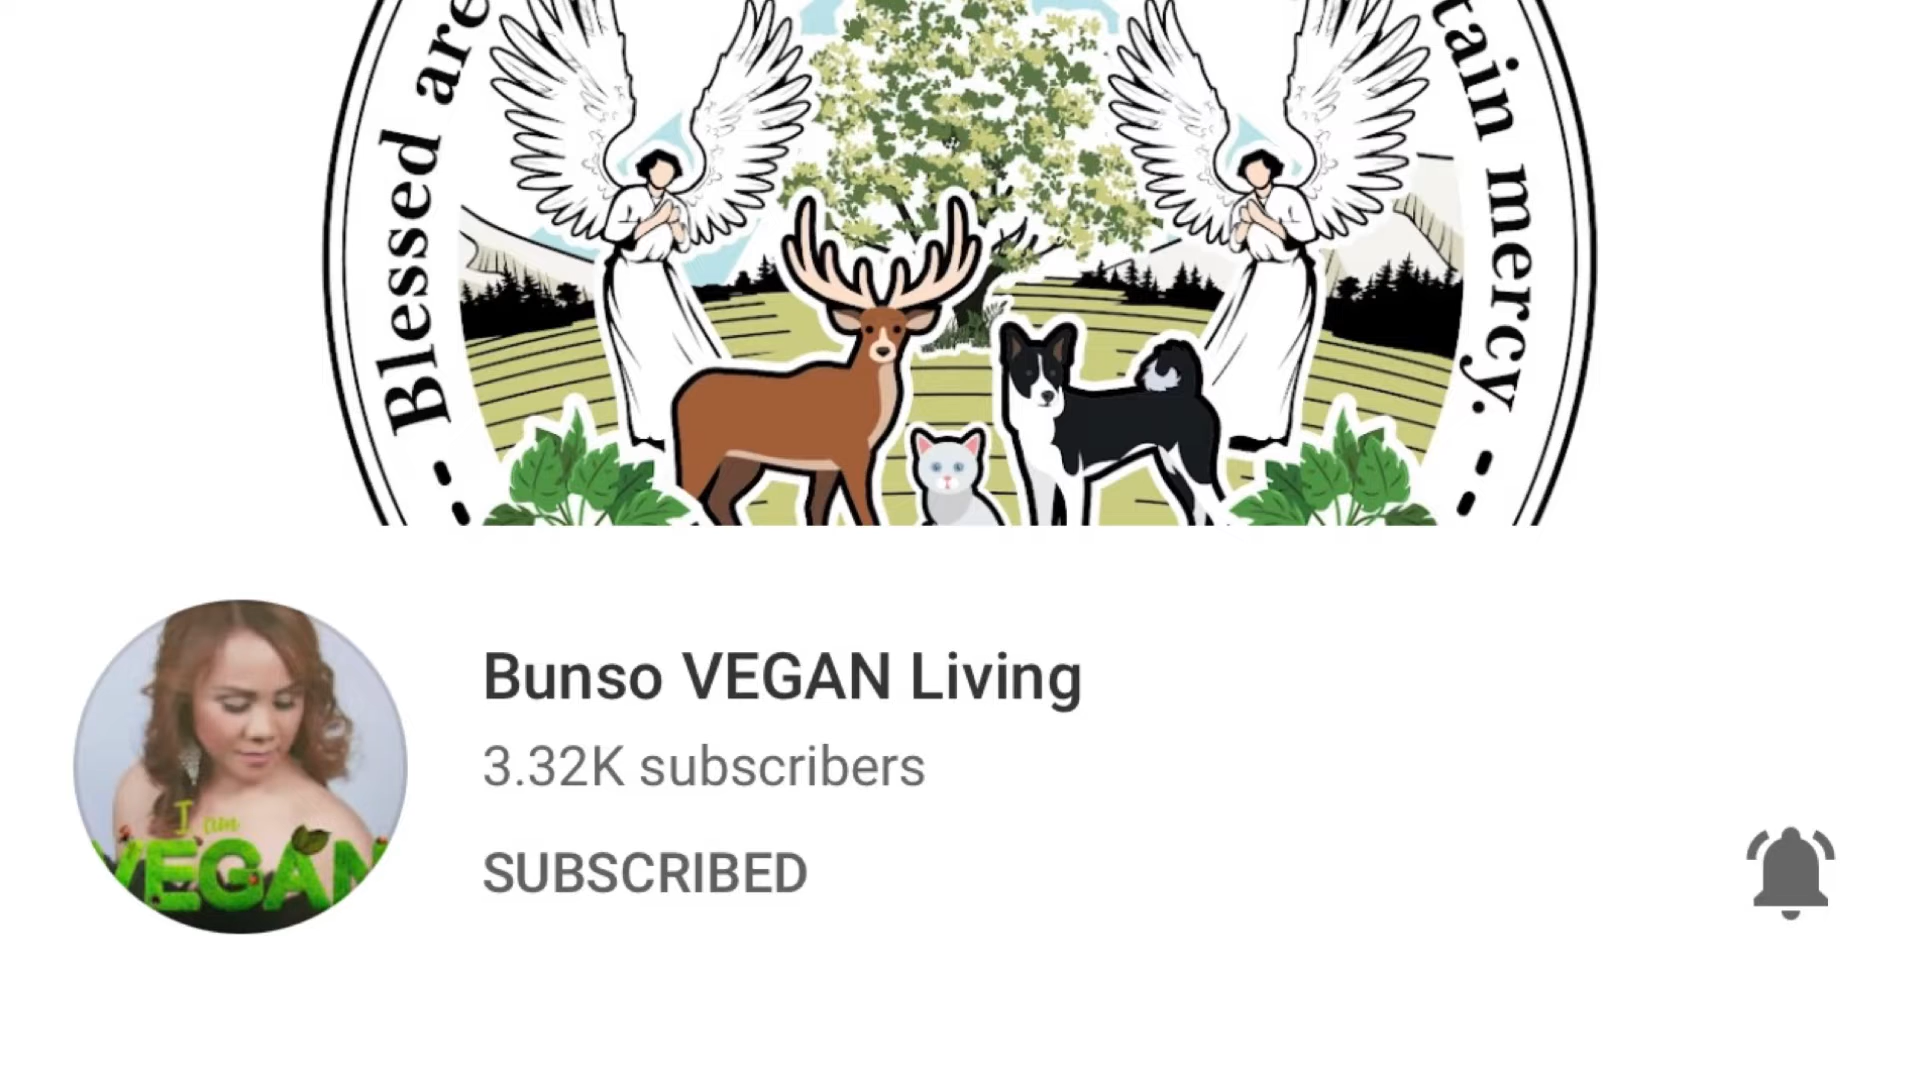 Blessed are
tain mercy.
Bunso VEGAN Living
3.32K subscribers
SUBSCRIBED
I am
VEGAN